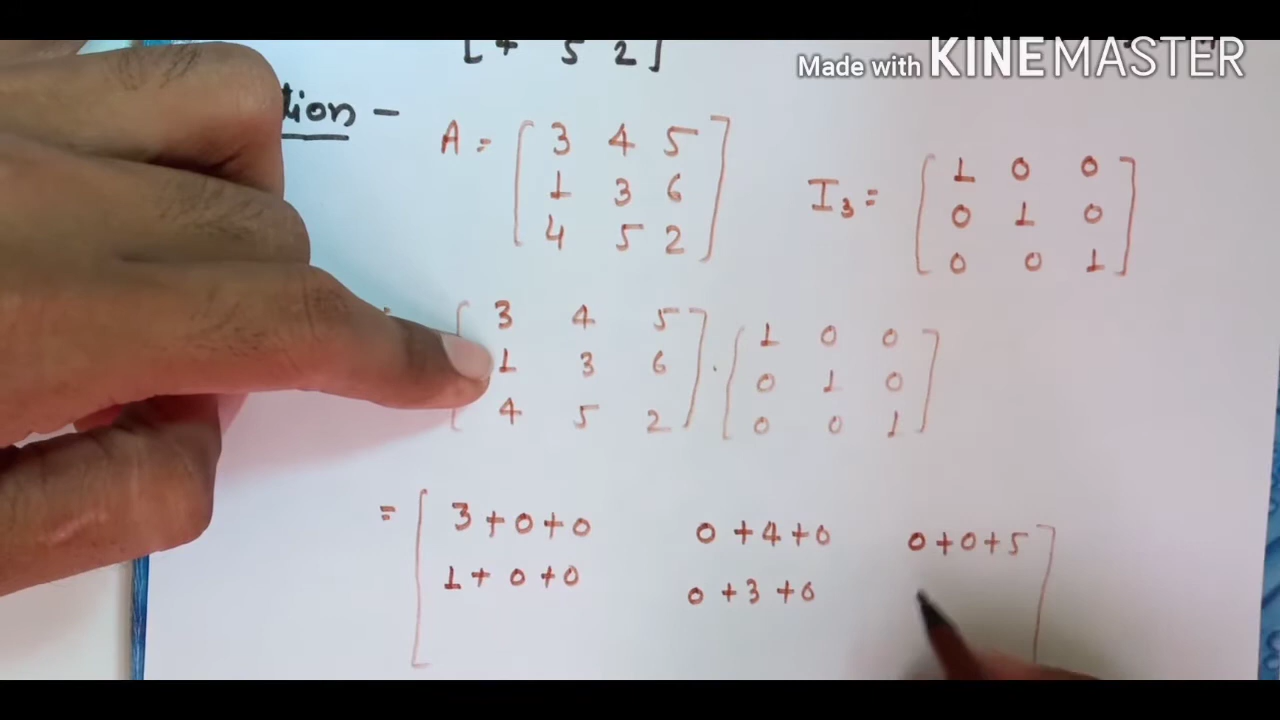 [4 5 2]
Made with KINEMASTER
tion -
A = [3 4 5
1 3 6
4 5 2]
I₃ = [1 0 0
0 1 0
0 0 1]
[3 4 5
1 3 6
4 5 2] · [1 0 0
0 1 0
0 0 1]
= [3+0+0 0+4+0 0+0+5
1+0+0 0+3+0]